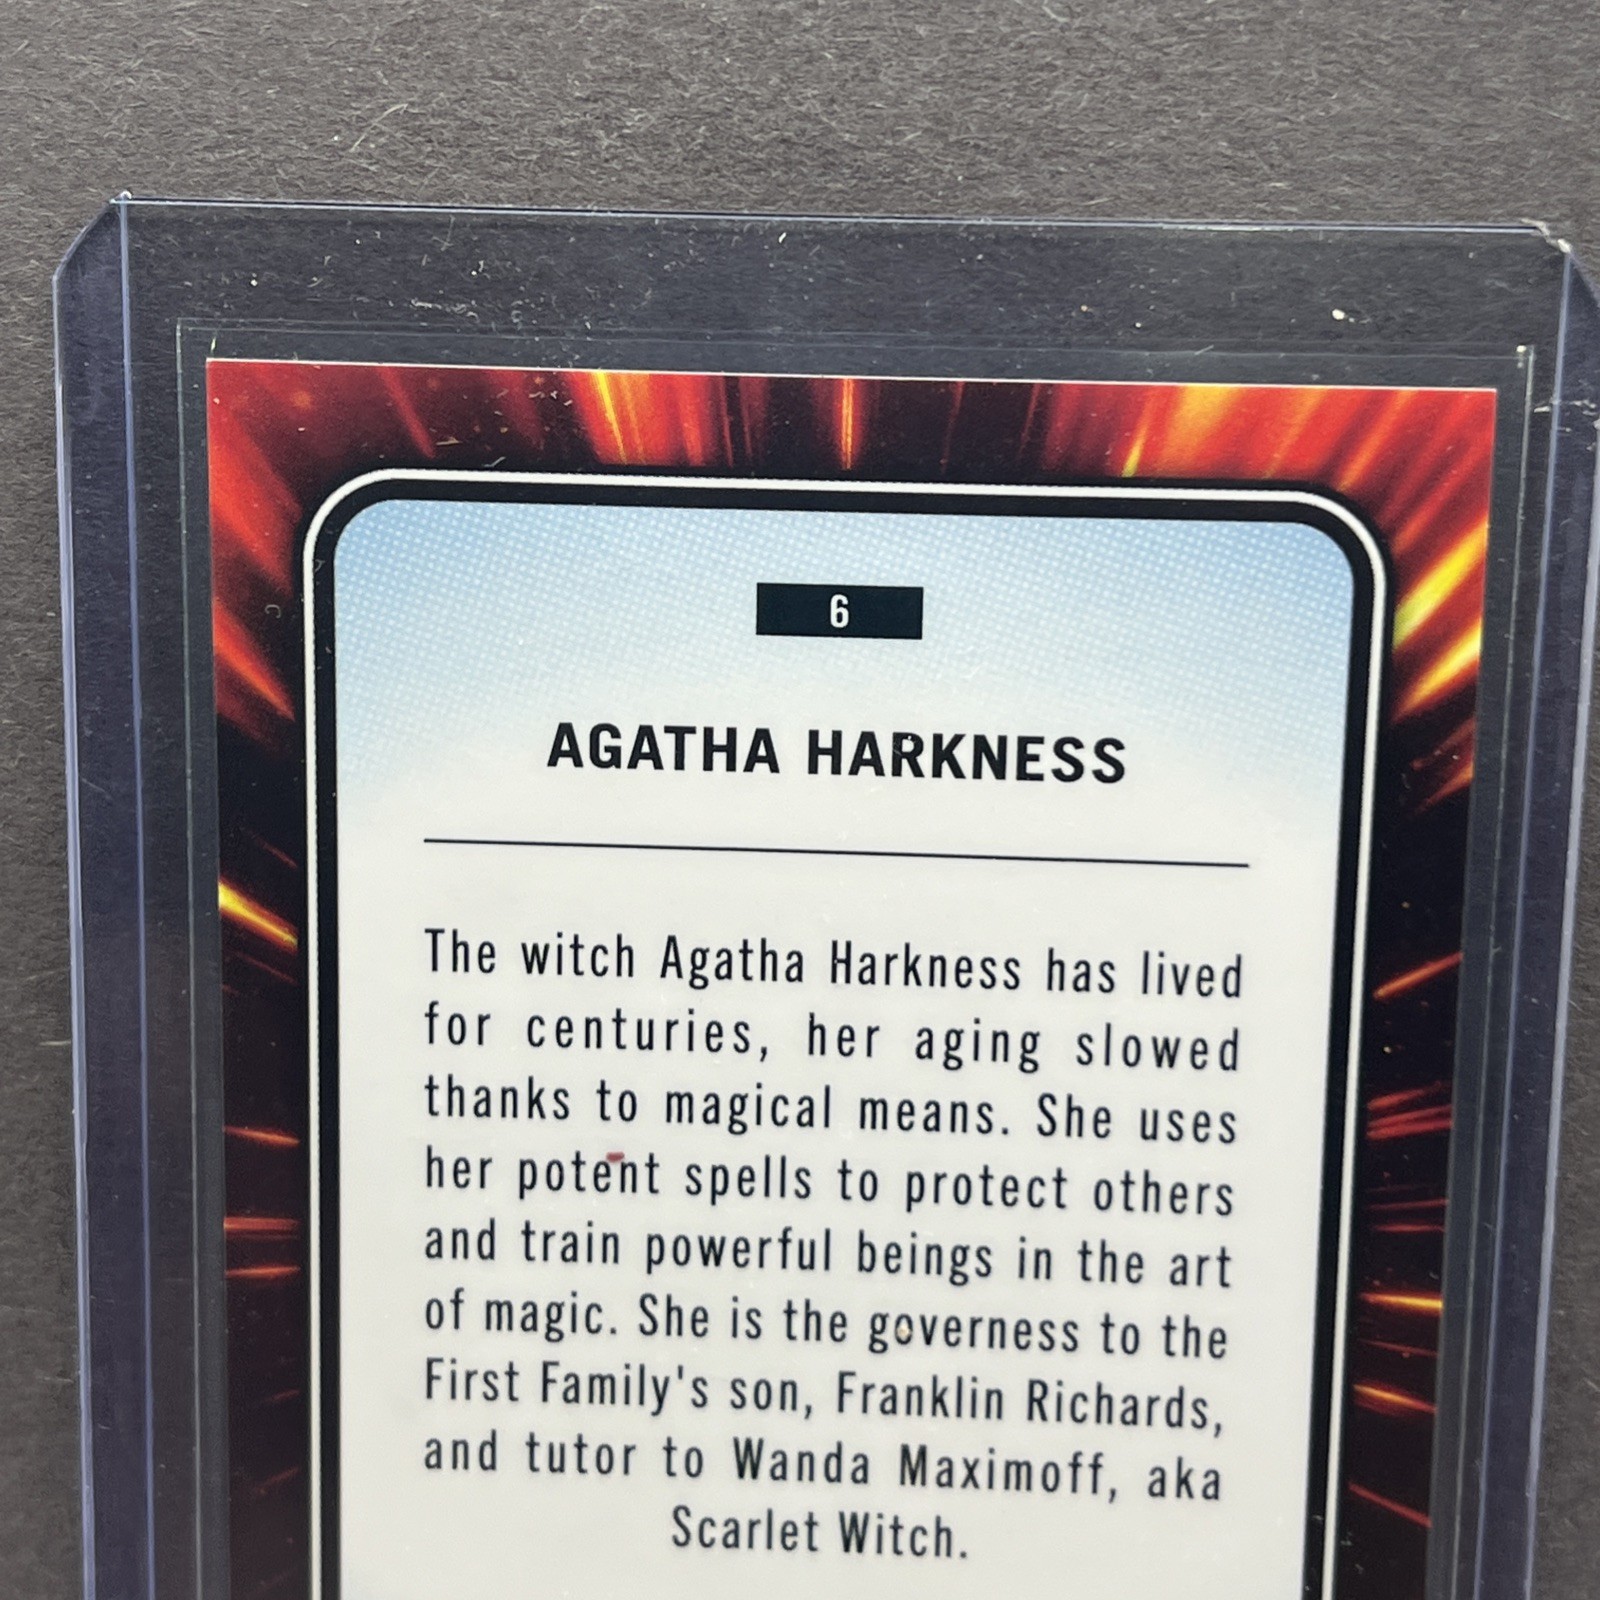 6
AGATHA HARKNESS
The witch Agatha Harkness has lived
for centuries, her aging slowed
thanks to magical means. She uses
her potent spells to protect others
and train powerful beings in the art
of magic. She is the governess to the
First Family's son, Franklin Richards,
and tutor to Wanda Maximoff, aka
Scarlet Witch.